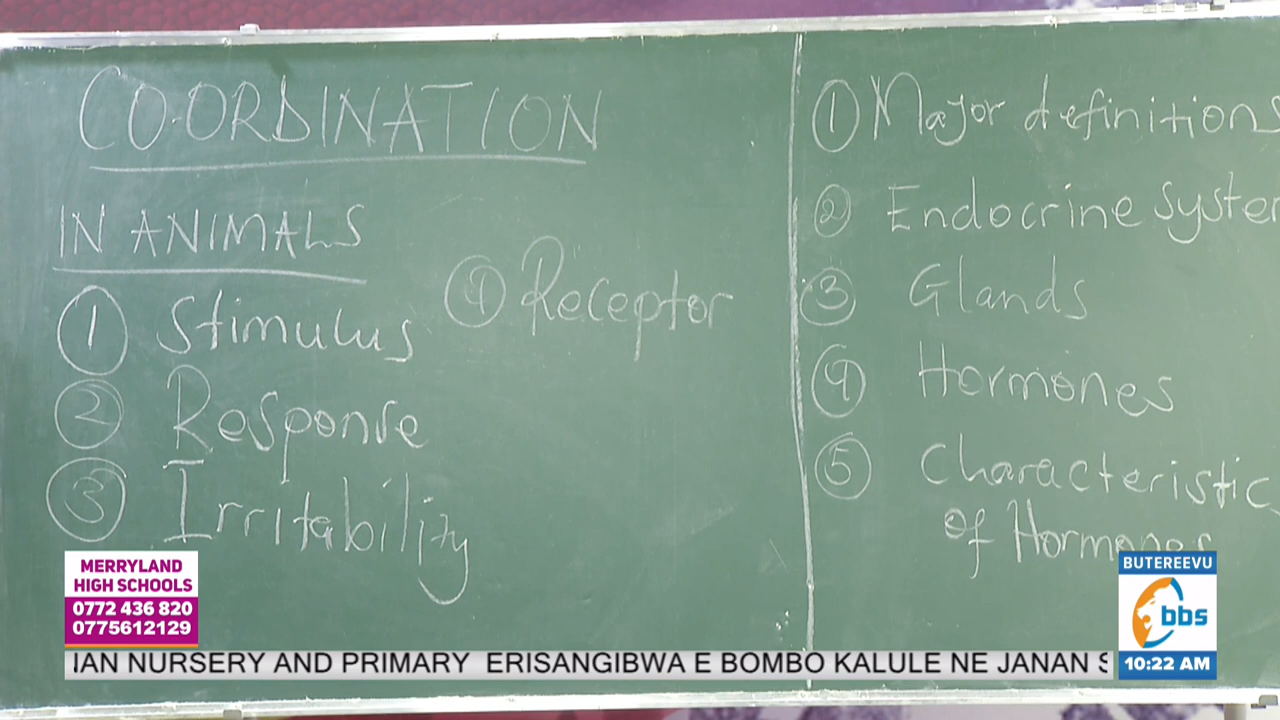 CO-ORDINATION
IN ANIMALS
① Stimulus
② Response
③ Irritability
④ Receptor
① Major definitions
② Endocrine system
③ Glands
④ Hormones
⑤ Characteristic
of Hormones
MERRYLAND
HIGH SCHOOLS
0772 436 820
0775612129
IAN NURSERY AND PRIMARY ERISANGIBWA E BOMBO KALULE NE JANAN S
BUTEREEVU
bbs
10:22 AM